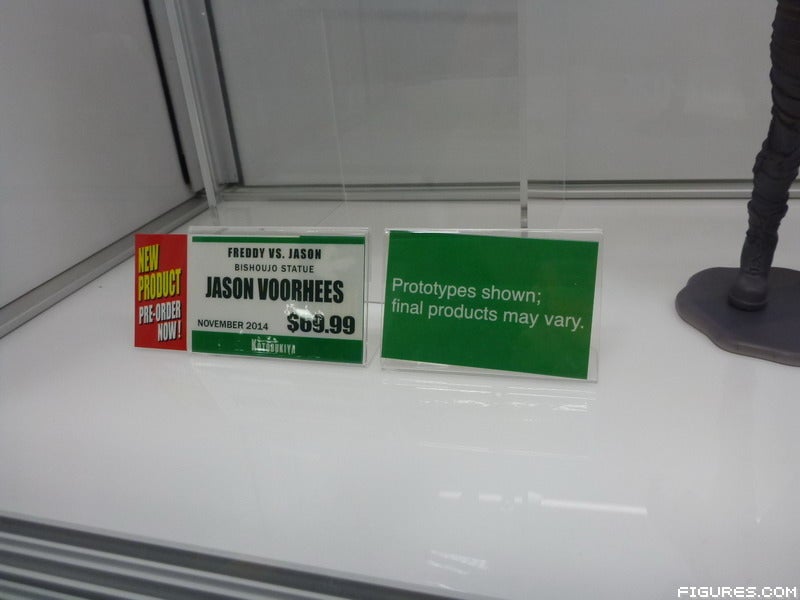 NEW
PRODUCT
PRE-ORDER
NOW!
FREDDY VS. JASON
BISHOUJO STATUE
JASON VOORHEES
NOVEMBER 2014 $69.99
KOTOBUKIYA
Prototypes shown;
final products may vary.
FIGURES.COM